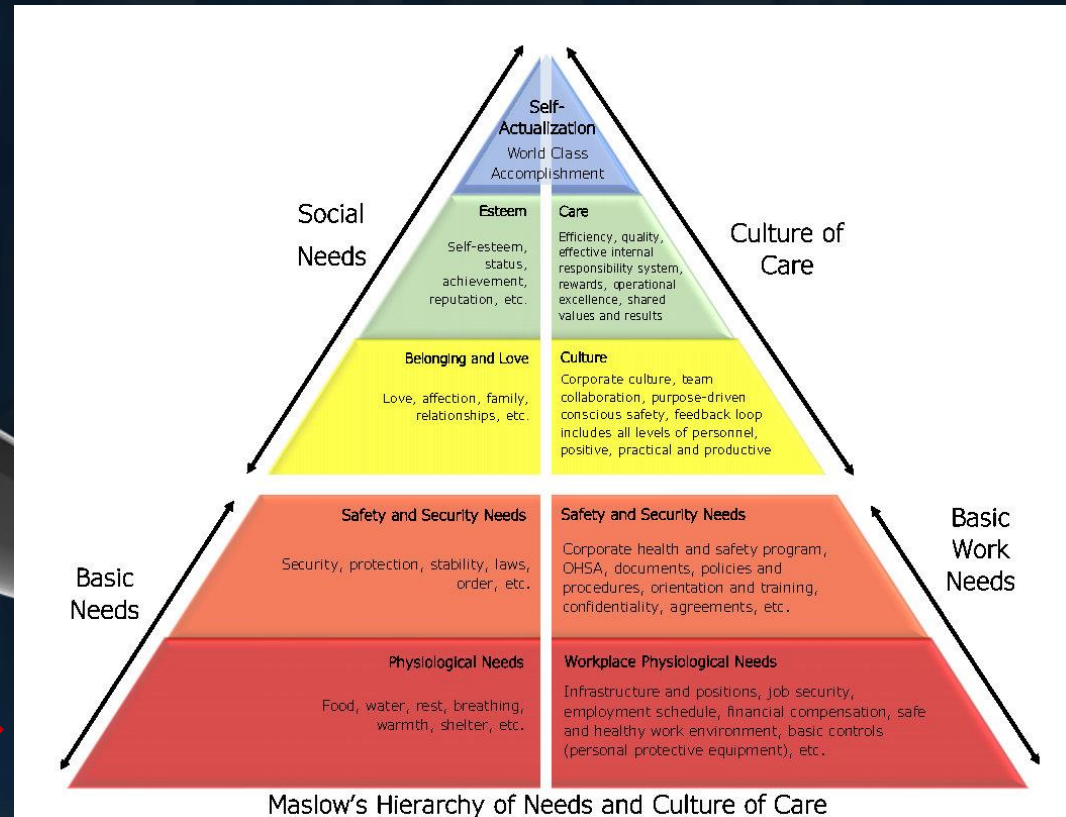 Self-
Actualization
World Class
Accomplishment
Social
Needs
Esteem
Self-esteem,
status,
achievement,
reputation, etc.
Care
Efficiency, quality,
effective internal
responsibility system,
rewards, operational
excellence, shared
values and results
Culture of
Care
Belonging and Love
Love, affection, family,
relationships, etc.
Culture
Corporate culture, team
collaboration, purpose-driven
conscious safety, feedback loop
includes all levels of personnel,
positive, practical and productive
Basic
Needs
Safety and Security Needs
Security, protection, stability, laws,
order, etc.
Safety and Security Needs
Corporate health and safety program,
OHSA, documents, policies and
procedures, orientation and training,
confidentiality, agreements, etc.
Basic
Work
Needs
Physiological Needs
Food, water, rest, breathing,
warmth, shelter, etc.
Workplace Physiological Needs
Infrastructure and positions, job security,
employment schedule, financial compensation, safe
and healthy work environment, basic controls
(personal protective equipment), etc.
Maslow's Hierarchy of Needs and Culture of Care